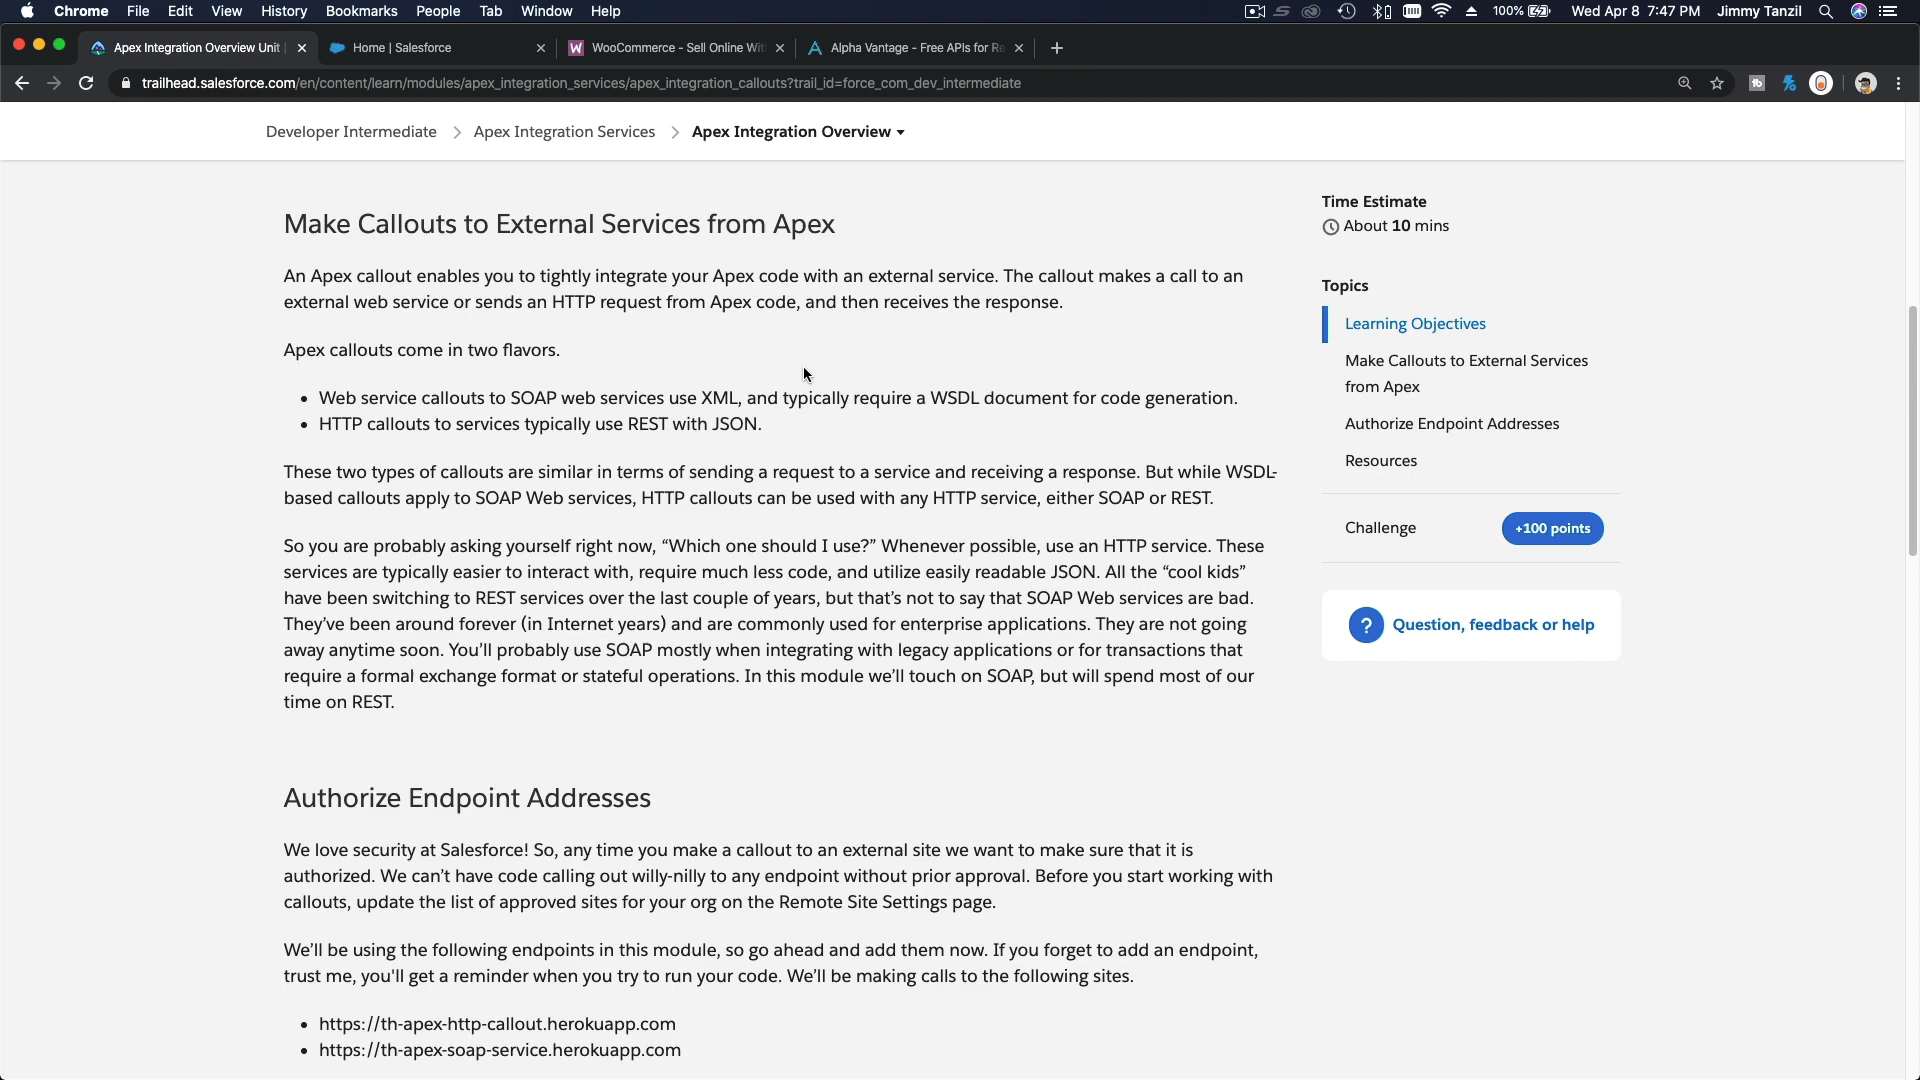 Chrome File Edit View History Bookmarks People Tab Window Help 100% Wed Apr 8 7:47 PM Jimmy Tanzil
Apex Integration Overview Unit Home | Salesforce WooCommerce - Sell Online Wit Alpha Vantage - Free APIs for Re
trailhead.salesforce.com/en/content/learn/modules/apex_integration_services/apex_integration_callouts?trail_id=force_com_dev_intermediate
Developer Intermediate > Apex Integration Services > Apex Integration Overview
Make Callouts to External Services from Apex
An Apex callout enables you to tightly integrate your Apex code with an external service. The callout makes a call to an
external web service or sends an HTTP request from Apex code, and then receives the response.
Apex callouts come in two flavors.
• Web service callouts to SOAP web services use XML, and typically require a WSDL document for code generation.
• HTTP callouts to services typically use REST with JSON.
These two types of callouts are similar in terms of sending a request to a service and receiving a response. But while WSDL-
based callouts apply to SOAP Web services, HTTP callouts can be used with any HTTP service, either SOAP or REST.
So you are probably asking yourself right now, “Which one should I use?” Whenever possible, use an HTTP service. These
services are typically easier to interact with, require much less code, and utilize easily readable JSON. All the “cool kids”
have been switching to REST services over the last couple of years, but that’s not to say that SOAP Web services are bad.
They’ve been around forever (in Internet years) and are commonly used for enterprise applications. They are not going
away anytime soon. You’ll probably use SOAP mostly when integrating with legacy applications or for transactions that
require a formal exchange format or stateful operations. In this module we’ll touch on SOAP, but will spend most of our
time on REST.
Authorize Endpoint Addresses
We love security at Salesforce! So, any time you make a callout to an external site we want to make sure that it is
authorized. We can’t have code calling out willy-nilly to any endpoint without prior approval. Before you start working with
callouts, update the list of approved sites for your org on the Remote Site Settings page.
We’ll be using the following endpoints in this module, so go ahead and add them now. If you forget to add an endpoint,
trust me, you'll get a reminder when you try to run your code. We’ll be making calls to the following sites.
• https://th-apex-http-callout.herokuapp.com
• https://th-apex-soap-service.herokuapp.com
Time Estimate
About 10 mins
Topics
Learning Objectives
Make Callouts to External Services
from Apex
Authorize Endpoint Addresses
Resources
Challenge +100 points
? Question, feedback or help